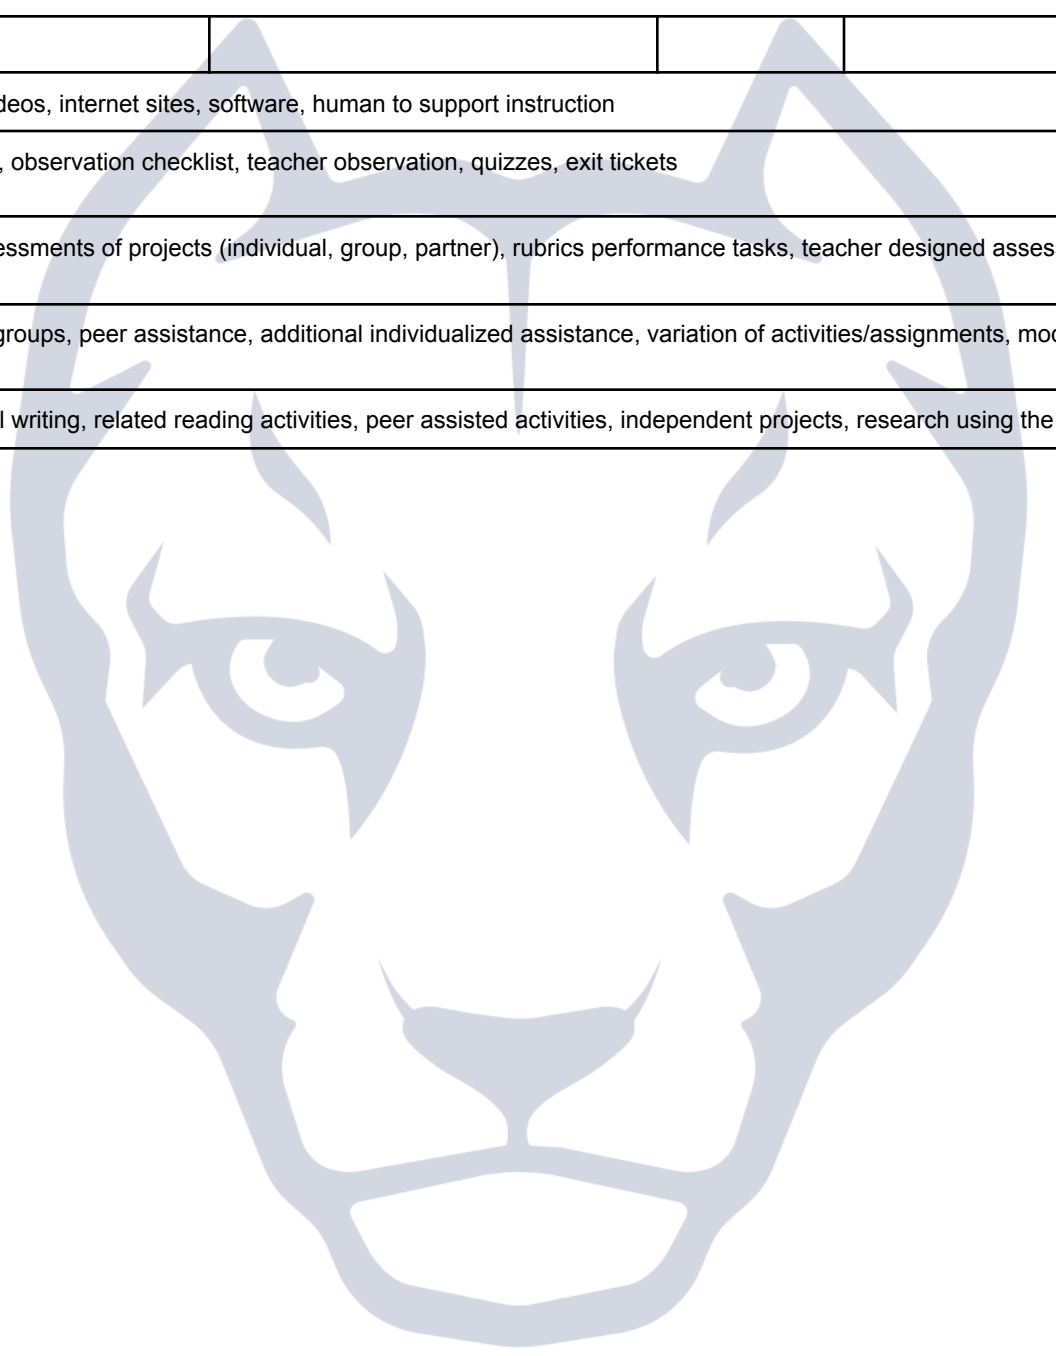 deos, internet sites, software, human to support instruction
, observation checklist, teacher observation, quizzes, exit tickets
essments of projects (individual, group, partner), rubrics performance tasks, teacher designed asses
groups, peer assistance, additional individualized assistance, variation of activities/assignments, mod
l writing, related reading activities, peer assisted activities, independent projects, research using the